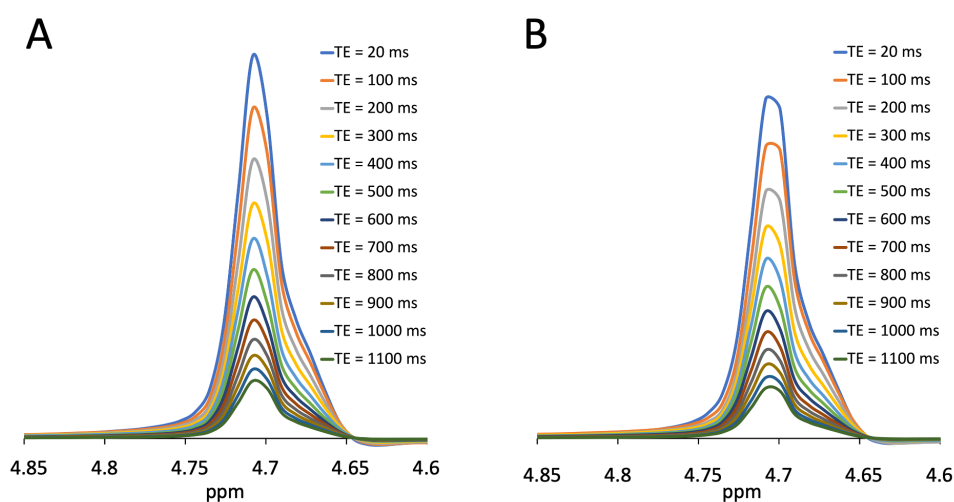 A
TE = 20 ms
TE = 100 ms
TE = 200 ms
TE = 300 ms
TE = 400 ms
TE = 500 ms
TE = 600 ms
TE = 700 ms
TE = 800 ms
TE = 900 ms
TE = 1000 ms
TE = 1100 ms
4.85 4.8 4.75 4.7 4.65 4.6
ppm
B
TE = 20 ms
TE = 100 ms
TE = 200 ms
TE = 300 ms
TE = 400 ms
TE = 500 ms
TE = 600 ms
TE = 700 ms
TE = 800 ms
TE = 900 ms
TE = 1000 ms
TE = 1100 ms
4.85 4.8 4.75 4.7 4.65 4.6
ppm